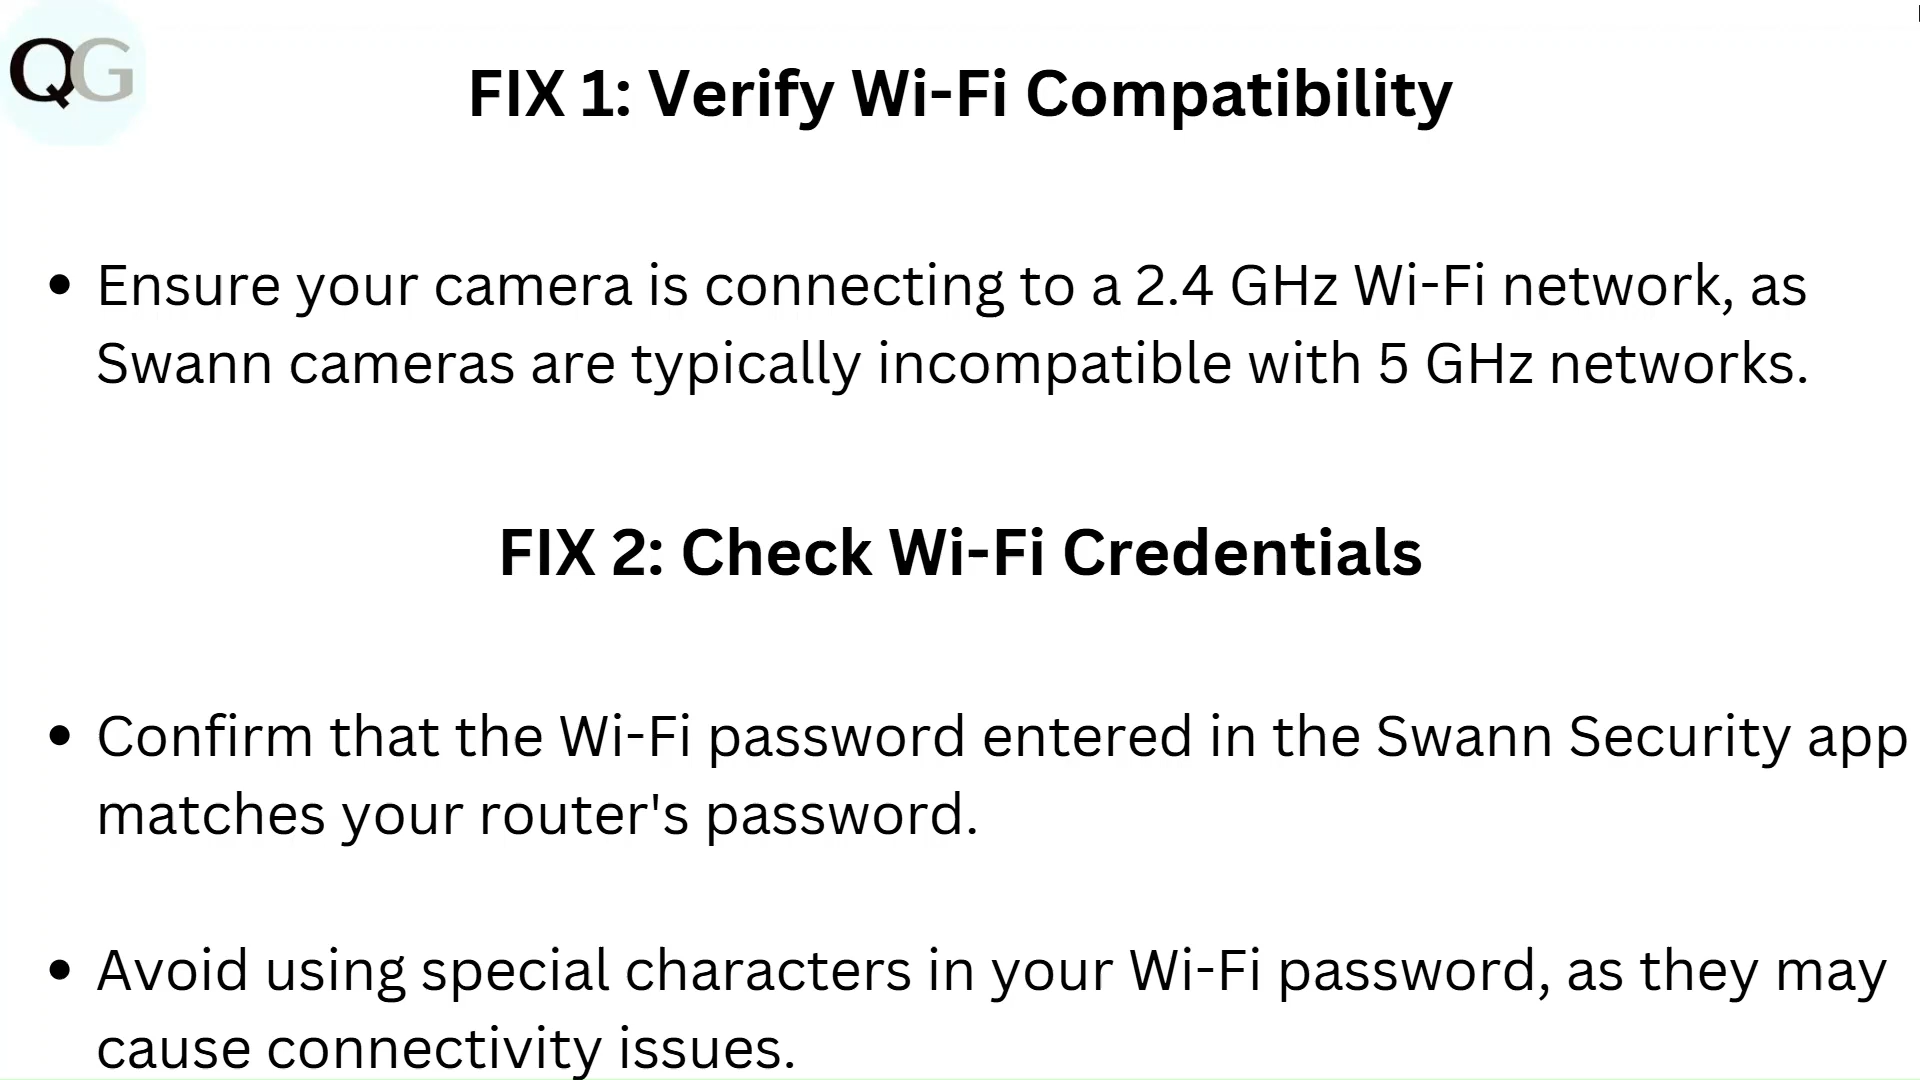 QG
FIX 1: Verify Wi-Fi Compatibility
• Ensure your camera is connecting to a 2.4 GHz Wi-Fi network, as
Swann cameras are typically incompatible with 5 GHz networks.
FIX 2: Check Wi-Fi Credentials
• Confirm that the Wi-Fi password entered in the Swann Security app
matches your router's password.
• Avoid using special characters in your Wi-Fi password, as they may
cause connectivity issues.